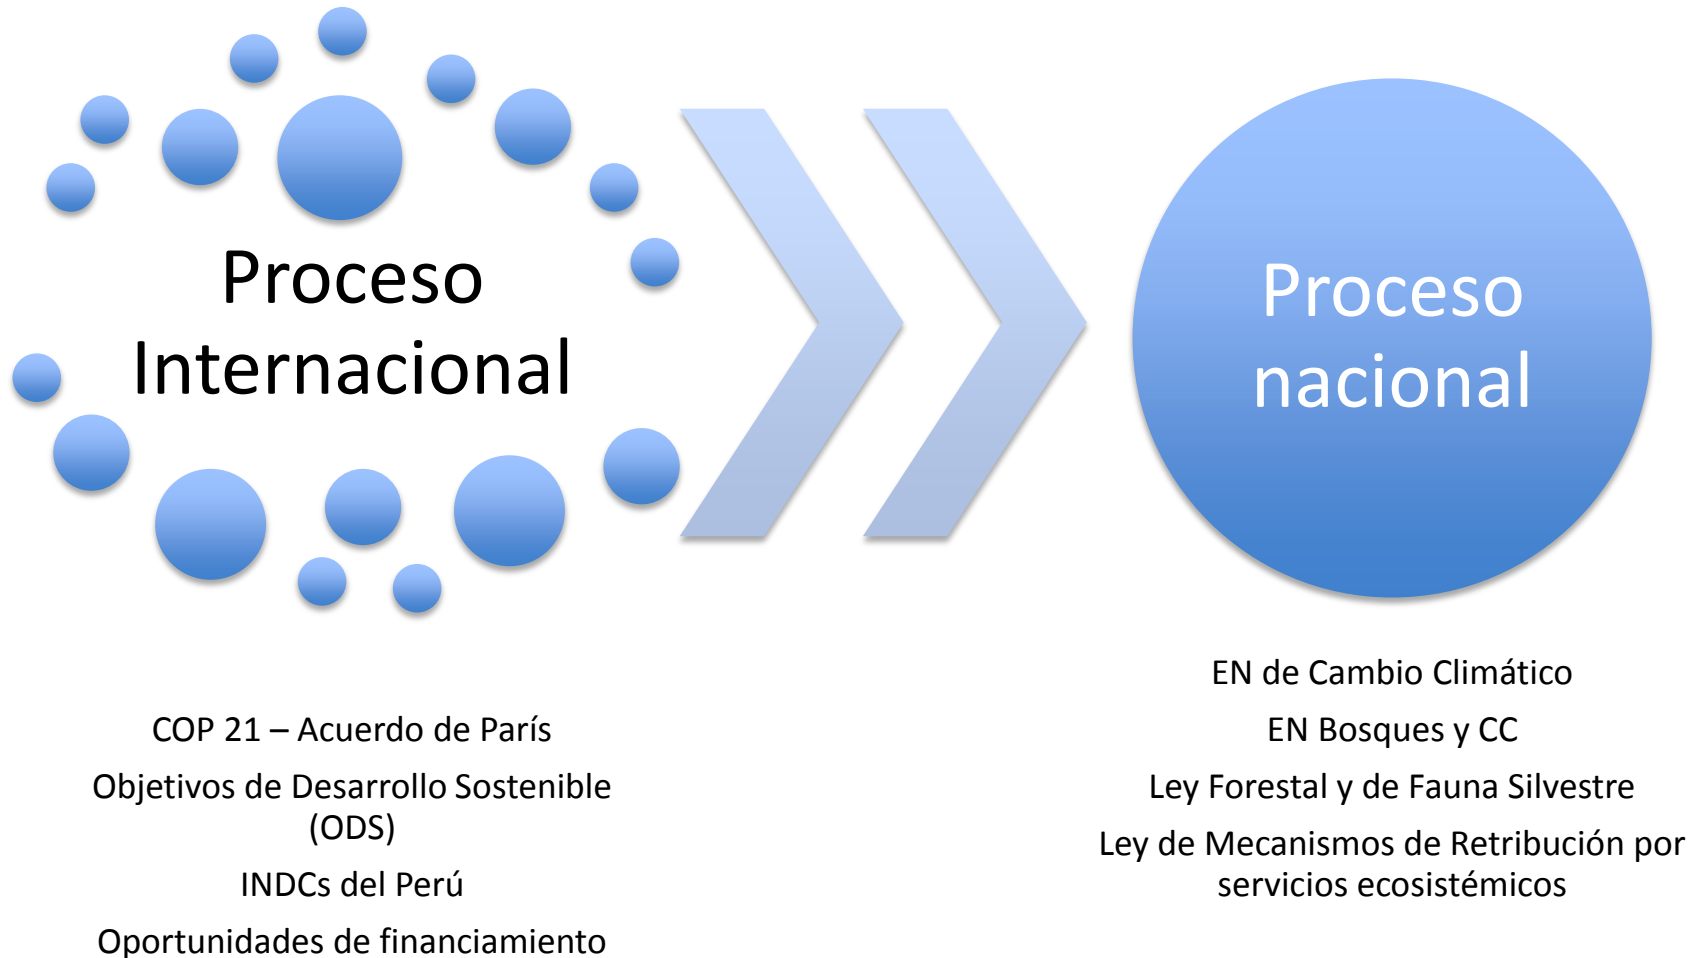 Proceso
Internacional
COP 21 – Acuerdo de París
Objetivos de Desarrollo Sostenible
(ODS)
INDCs del Perú
Oportunidades de financiamiento
Proceso
nacional
EN de Cambio Climático
EN Bosques y CC
Ley Forestal y de Fauna Silvestre
Ley de Mecanismos de Retribución por
servicios ecosistémicos